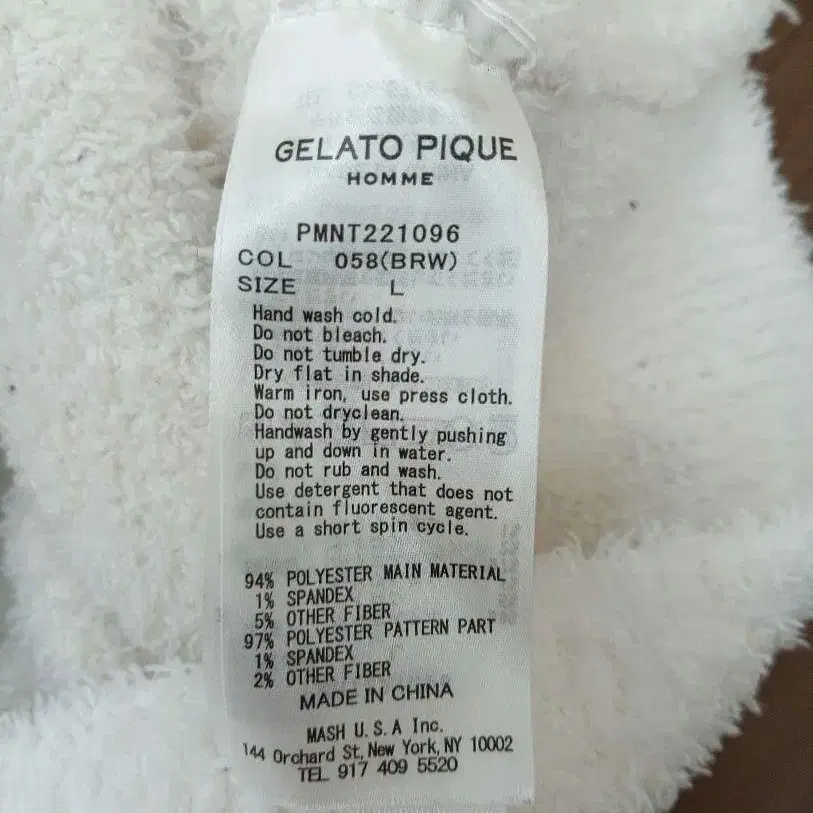 GELATO PIQUE
HOMME
PMNT221096
COL 058(BRW)
SIZE L
Hand wash cold.
Do not bleach.
Do not tumble dry.
Dry flat in shade.
Warm iron, use press cloth.
Do not dryclean.
Handwash by gently pushing
up and down in water.
Do not rub and wash.
Use detergent that does not
contain fluorescent agent.
Use a short spin cycle.
94% POLYESTER MAIN MATERIAL
1% SPANDEX
5% OTHER FIBER
97% POLYESTER PATTERN PART
1% SPANDEX
2% OTHER FIBER
MADE IN CHINA
MASH U.S.A Inc.
144 Orchard St, New York, NY 10002
TEL 917 409 5520